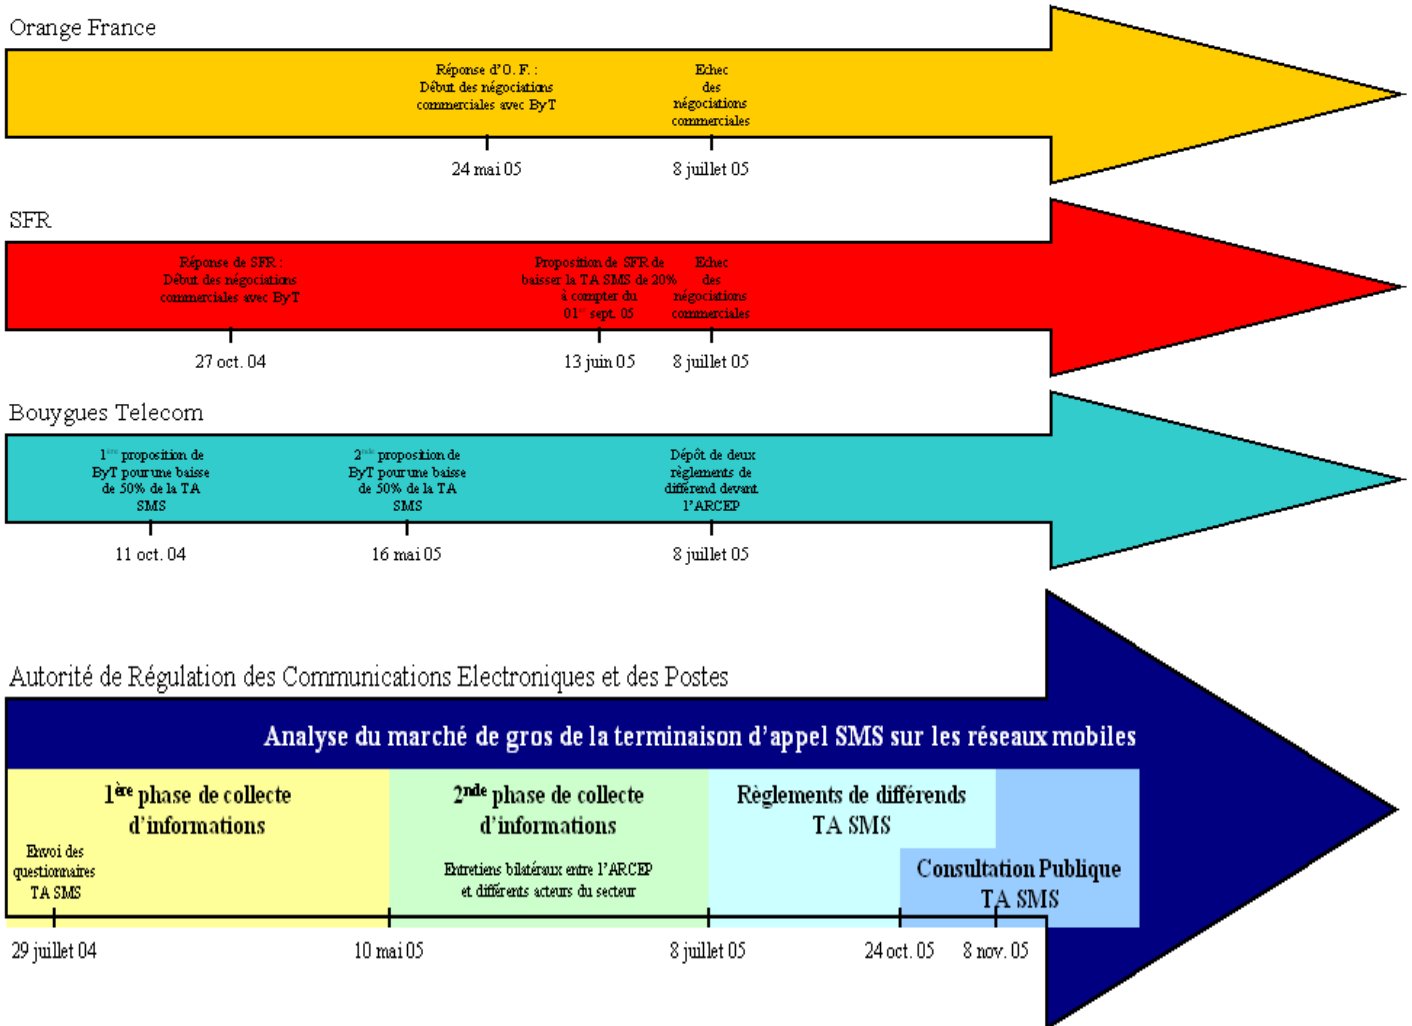 Orange France
Réponse d'O. F. :
Début des négociations
commerciales avec ByT
Echec
des
négociations
commerciales
24 mai 05
8 juillet 05
SFR
Réponse de SFR :
Début des négociations
commerciales avec ByT
Proposition de SFR de
baisser la TA SMS de 20%
à compter du
01er sept. 05
Echec
des
négociations
commerciales
27 oct. 04
13 juin 05
8 juillet 05
Bouygues Telecom
1ère proposition de
ByT pour une baisse
de 50% de la TA
SMS
2nde proposition de
ByT pour une baisse
de 50% de la TA
SMS
Dépôt de deux
règlements de
différend devant
l'ARCEP
11 oct. 04
16 mai 05
8 juillet 05
Autorité de Régulation des Communications Electroniques et des Postes
Analyse du marché de gros de la terminaison d'appel SMS sur les réseaux mobiles
1ère phase de collecte
d'informations
Envoi des
questionnaires
TA SMS
2nde phase de collecte
d'informations
Entretiens bilatéraux entre l'ARCEP
et différents acteurs du secteur
Règlements de différends
TA SMS
Consultation Publique
TA SMS
29 juillet 04
10 mai 05
8 juillet 05
24 oct. 05
8 nov. 05